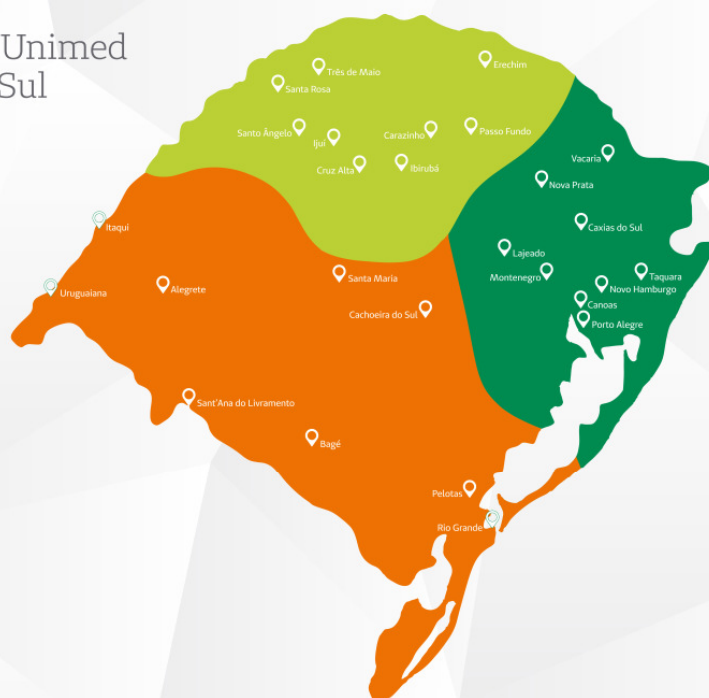 Unimed
Sul
Erechim
Três de Maio
Santa Rosa
Santo Ângelo
Ijuí
Carazinho
Passo Fundo
Cruz Alta
Ibirubá
Vacaria
Nova Prata
Caxias do Sul
Itaqui
Lajeado
Montenegro
Taquara
Novo Hamburgo
Santa Maria
Uruguaiana
Alegrete
Canoas
Cachoeira do Sul
Porto Alegre
Sant'Ana do Livramento
Bagé
Pelotas
Rio Grande